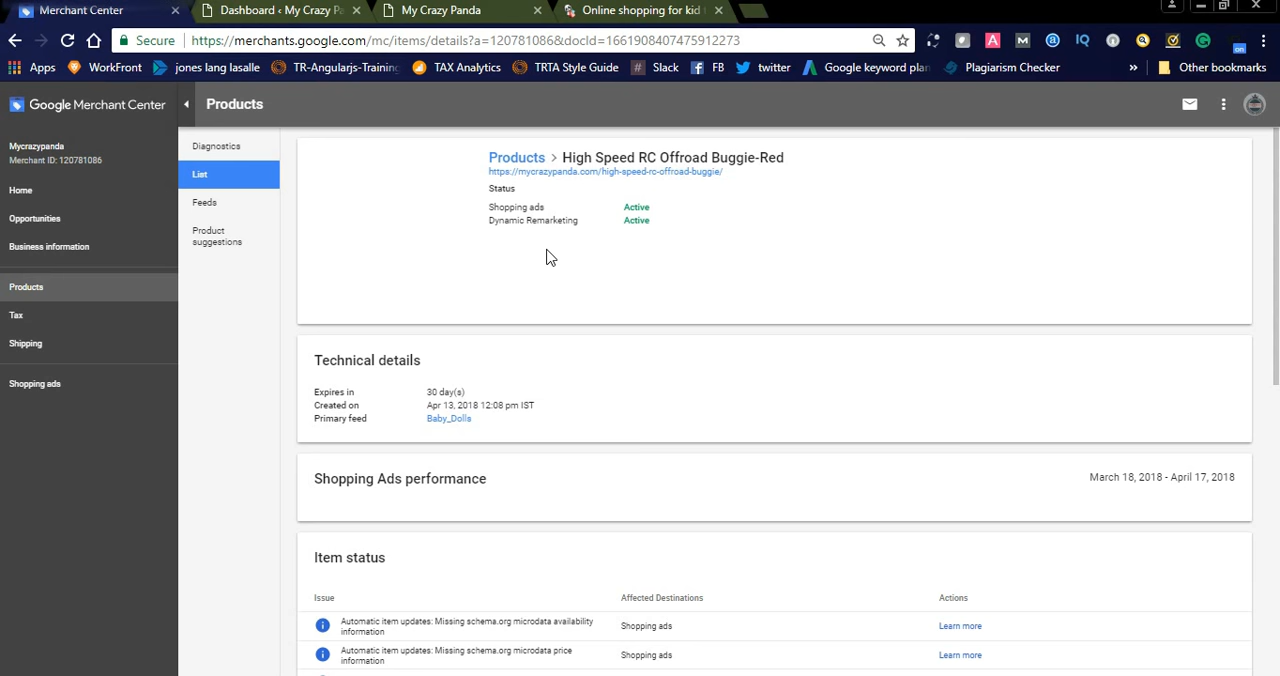 Merchant Center
Dashboard ‹ My Crazy Pa
My Crazy Panda
Online shopping for kid t
Secure
https://merchants.google.com/mc/items/details?a=120781086&docId=1661908407475912273
Apps
WorkFront
jones lang lasalle
TR-Angularjs-Training
TAX Analytics
TRTA Style Guide
Slack
FB
twitter
Google keyword plan
Plagiarism Checker
»
Other bookmarks
on
Google Merchant Center
Products
Mycrazypanda
Merchant ID: 120781086
Home
Opportunities
Business information
Products
Tax
Shipping
Shopping ads
Diagnostics
List
Feeds
Product
suggestions
Products > High Speed RC Offroad Buggie-Red
https://mycrazypanda.com/high-speed-rc-offroad-buggie/
Status
Shopping ads Active
Dynamic Remarketing Active
Technical details
Expires in 30 day(s)
Created on Apr 13, 2018 12:08 pm IST
Primary feed Baby_Dolls
Shopping Ads performance
March 18, 2018 - April 17, 2018
Item status
Issue Affected Destinations Actions
Automatic item updates: Missing schema.org microdata availability
information
Shopping ads
Learn more
Automatic item updates: Missing schema.org microdata price
information
Shopping ads
Learn more